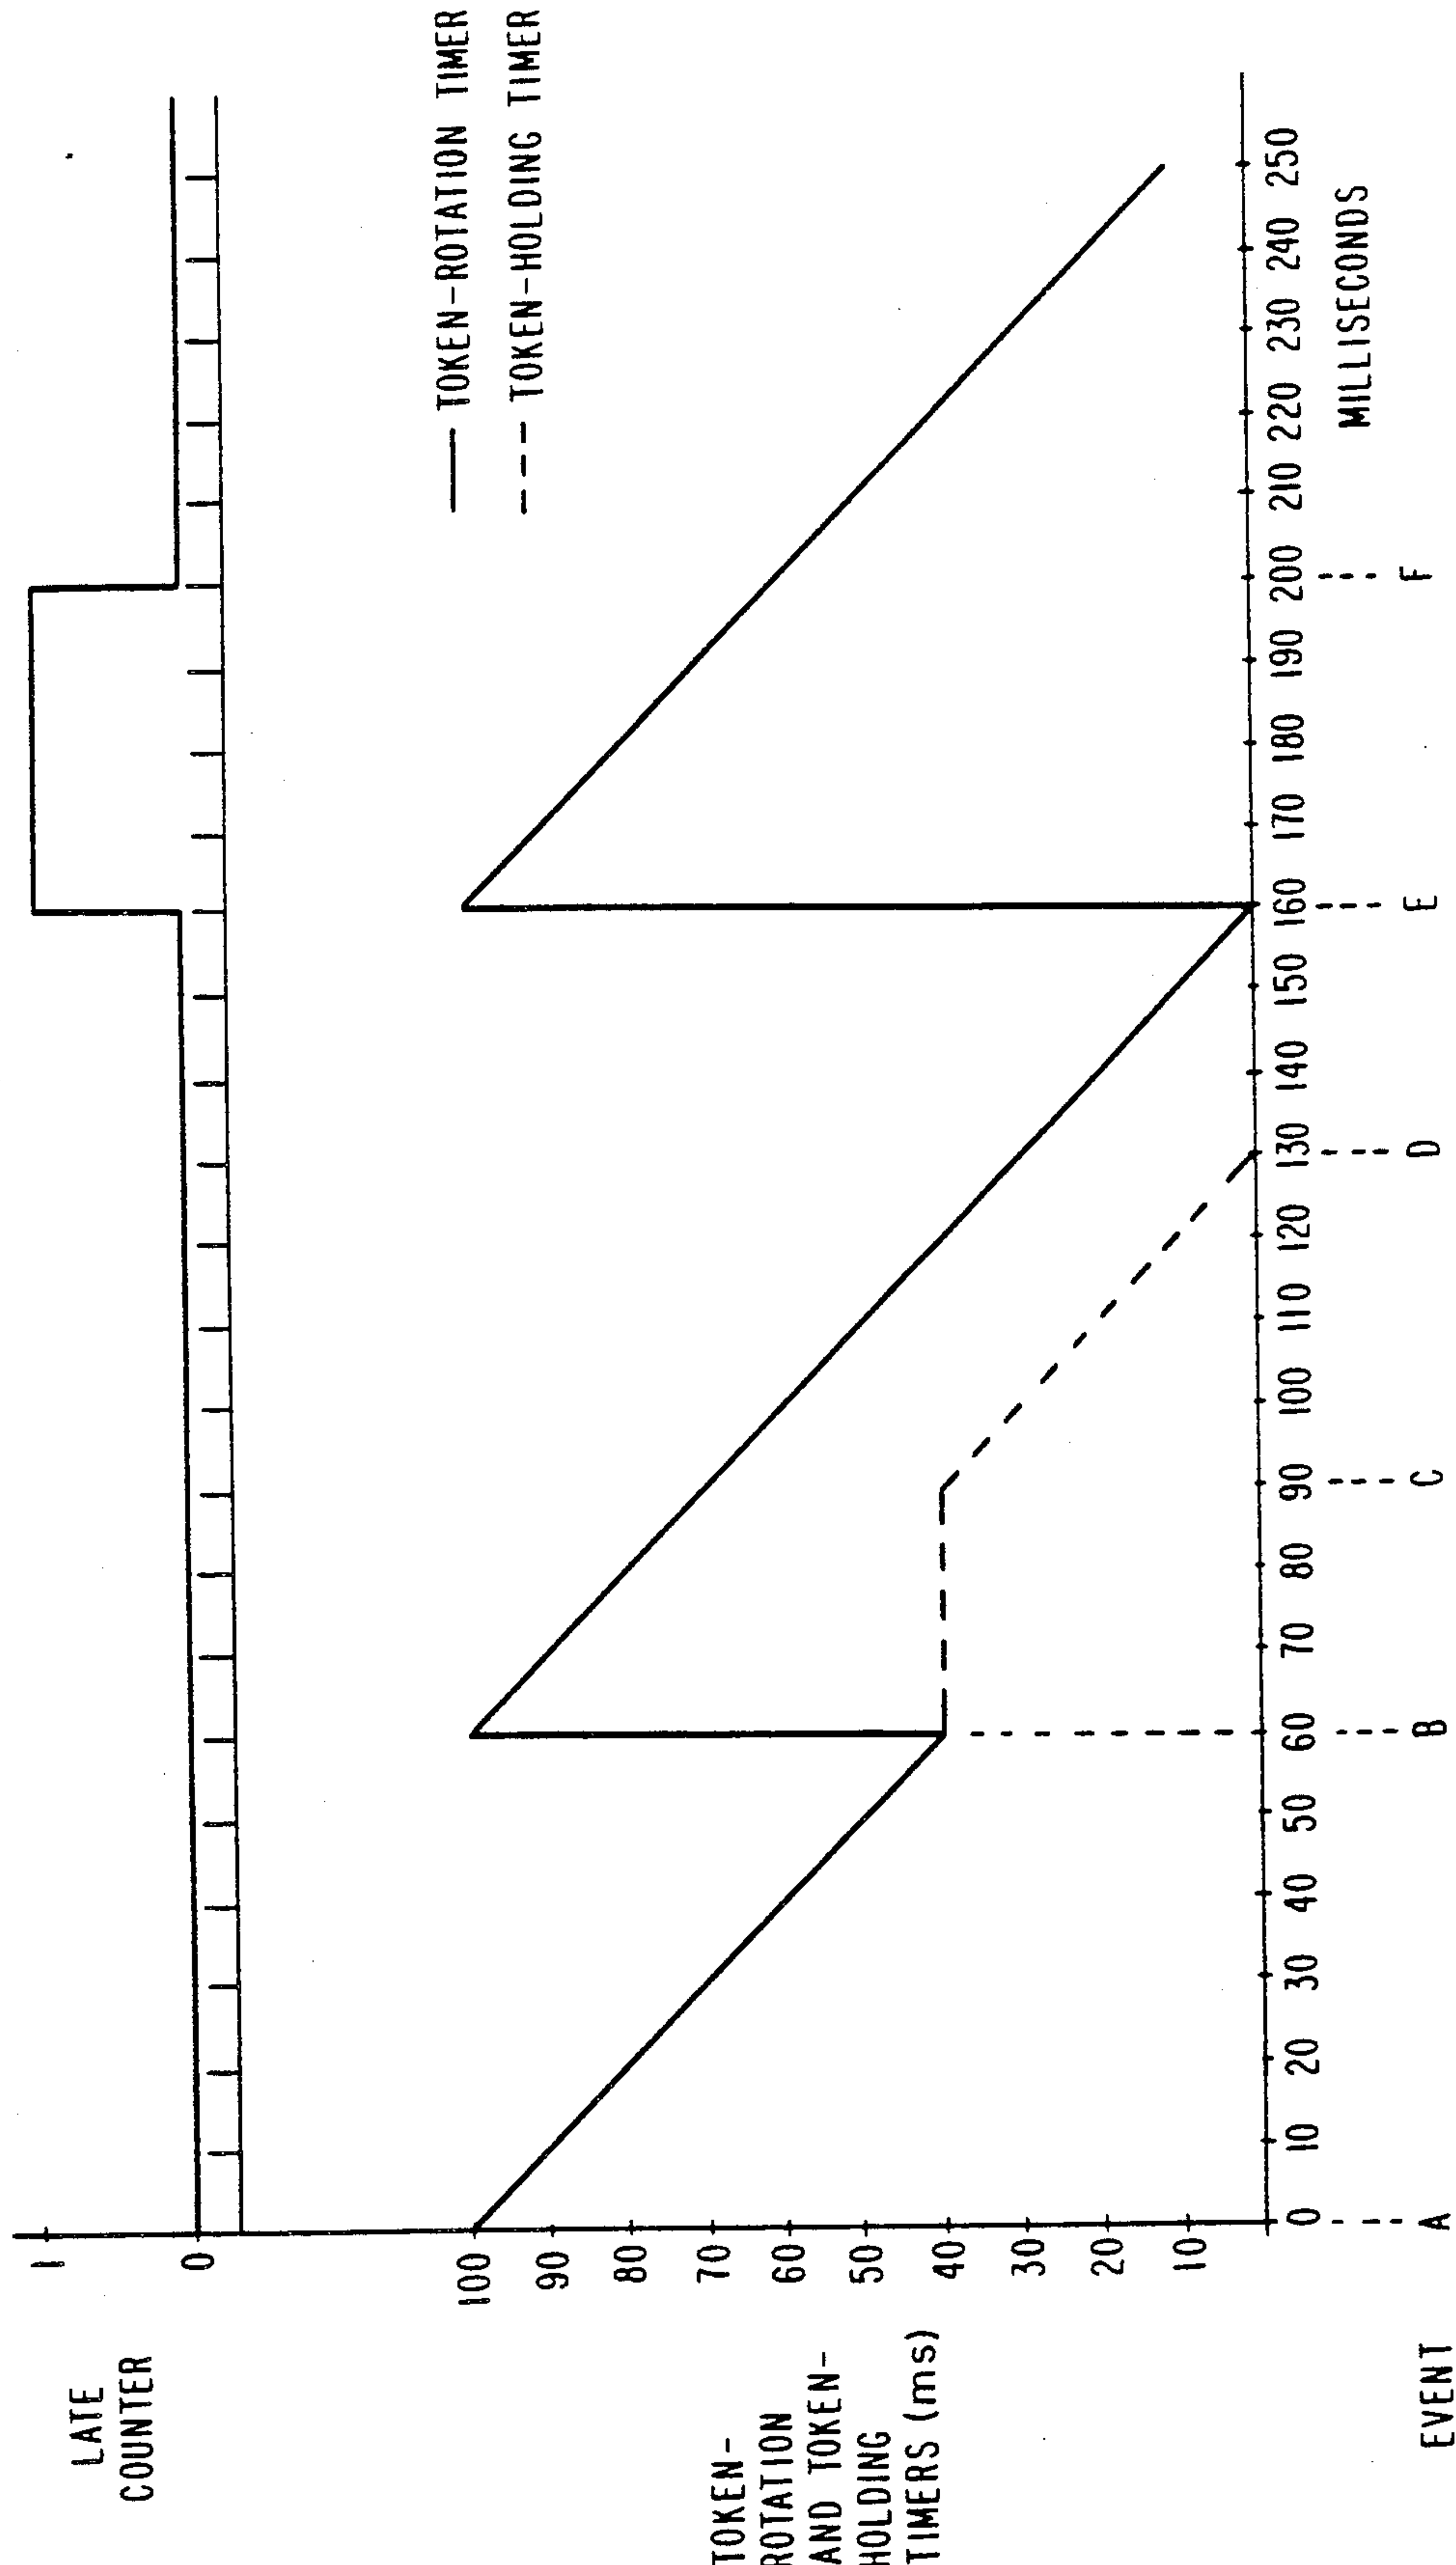 LATE
COUNTER
1
0
— TOKEN-ROTATION TIMER
--- TOKEN-HOLDING TIMER
TOKEN-
ROTATION
AND TOKEN-
HOLDING
TIMERS (ms)
100
90
80
70
60
50
40
30
20
10
0 10 20 30 40 50 60 70 80 90 100 110 120 130 140 150 160 170 180 190 200 210 220 230 240 250
MILLISECONDS
EVENT A B C D E F